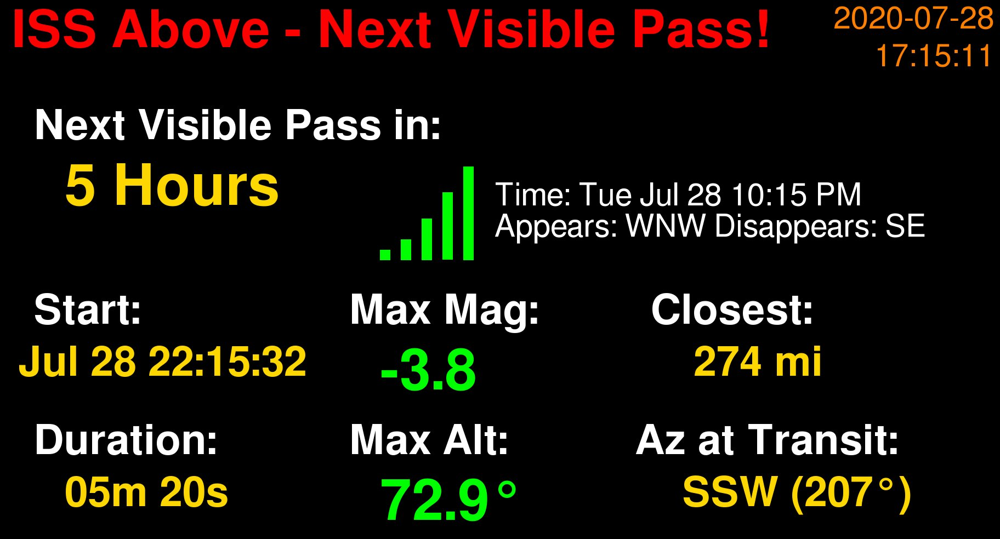 ISS Above - Next Visible Pass!
2020-07-28
17:15:11
Next Visible Pass in:
5 Hours
Time: Tue Jul 28 10:15 PM
Appears: WNW Disappears: SE
Start:
Jul 28 22:15:32
Max Mag:
-3.8
Closest:
274 mi
Duration:
05m 20s
Max Alt:
72.9°
Az at Transit:
SSW (207°)